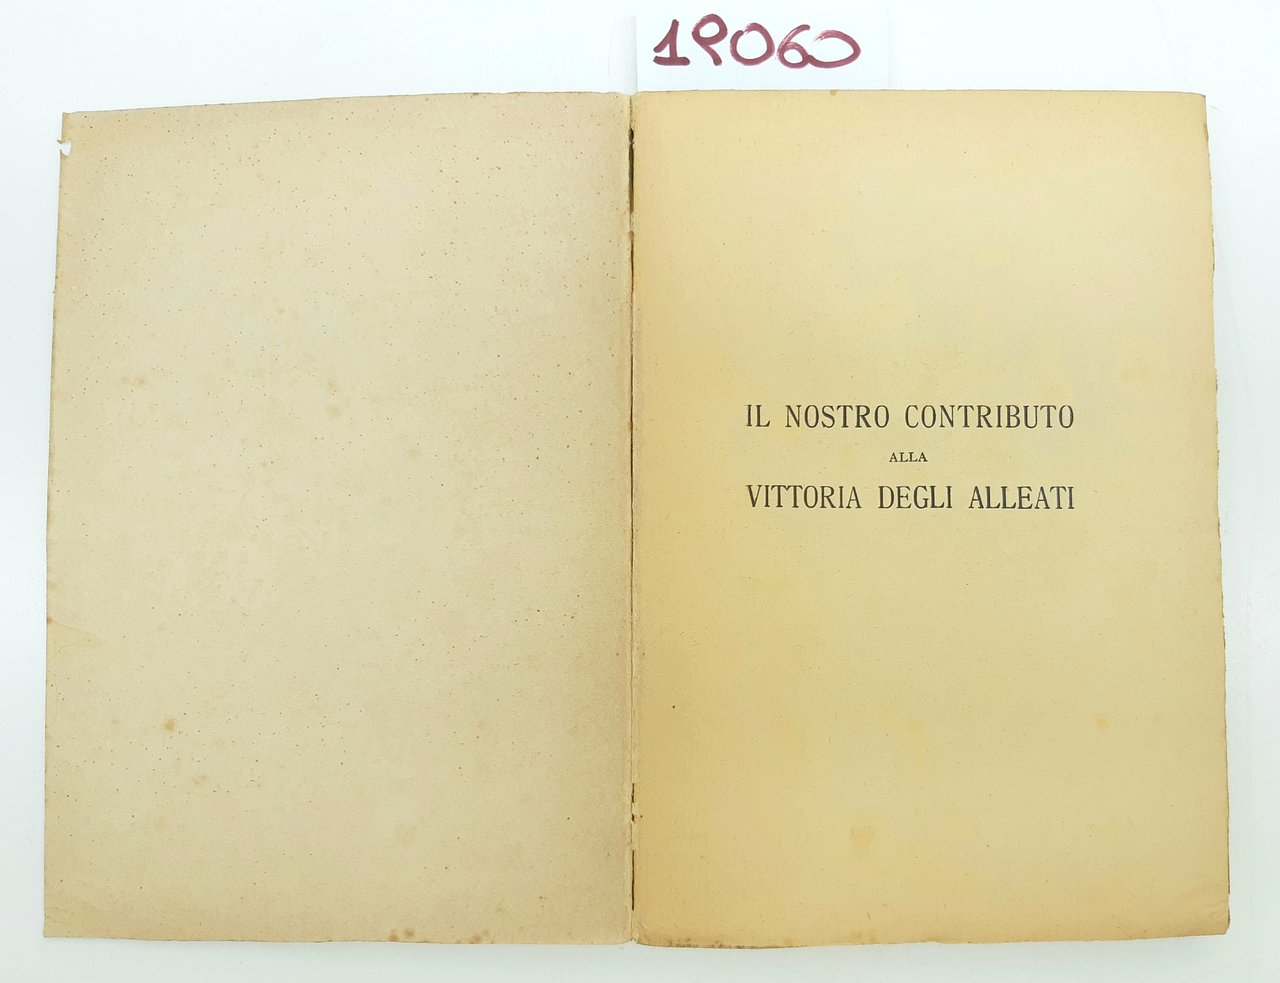 19060
IL NOSTRO CONTRIBUTO
ALLA
VITTORIA DEGLI ALLEATI